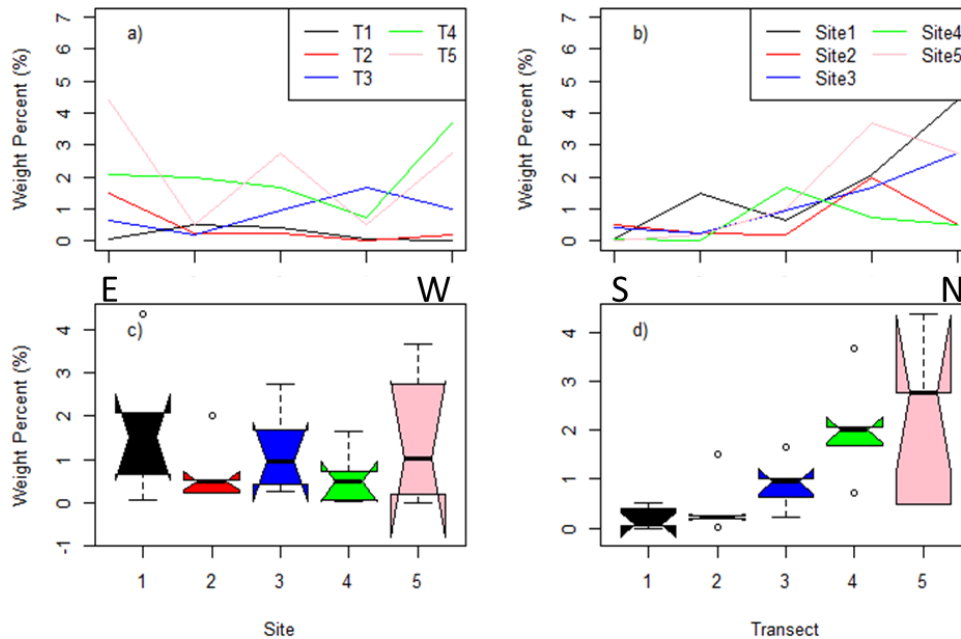 a)
T1 T4
T2 T5
T3
7
6
5
4
3
2
1
0
Weight Percent (%)
b)
Site1 Site4
Site2 Site5
Site3
7
6
5
4
3
2
1
0
Weight Percent (%)
E W
S N
c)
4
3
2
1
0
-1
Weight Percent (%)
1 2 3 4 5
Site
d)
4
3
2
1
0
Weight Percent (%)
1 2 3 4 5
Transect